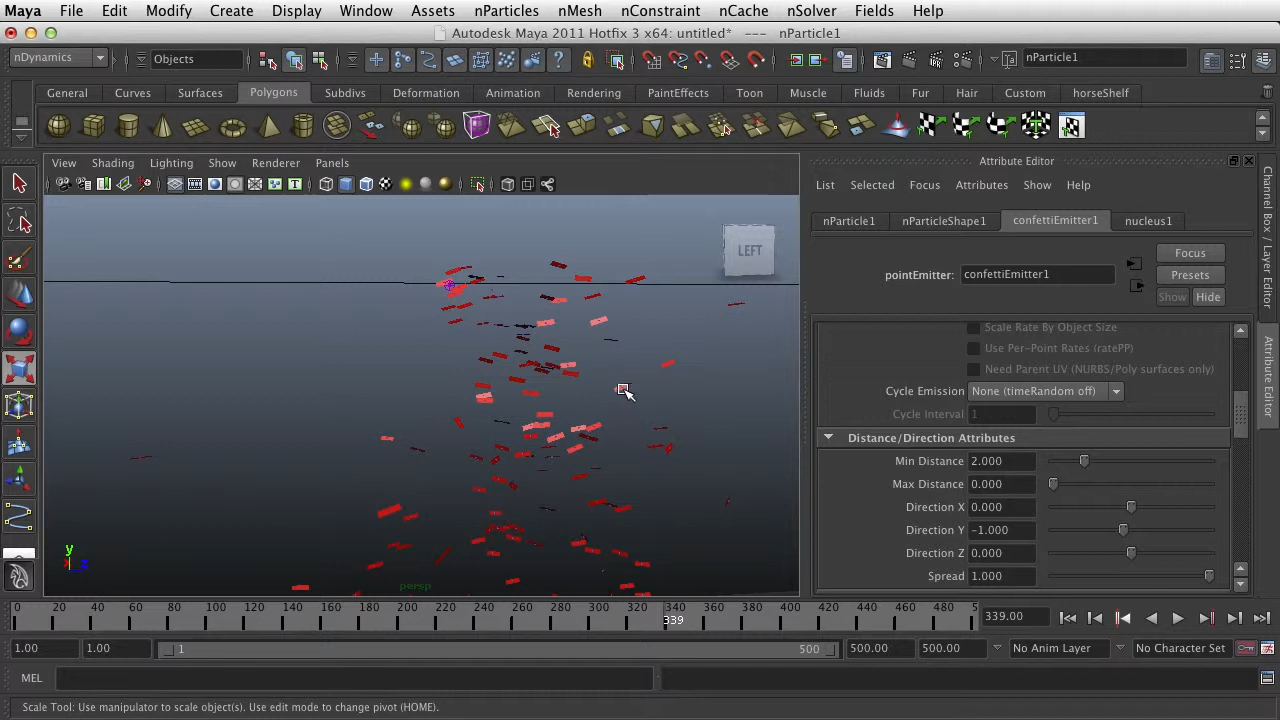 Maya File Edit Modify Create Display Window Assets nParticles nMesh nConstraint nCache nSolver Fields Help
Autodesk Maya 2011 Hotfix 3 x64: untitled* --- nParticle1
nDynamics Objects nParticle1
General Curves Surfaces Polygons Subdivs Deformation Animation Rendering PaintEffects Toon Muscle Fluids Fur Hair Custom horseShelf
View Shading Lighting Show Renderer Panels
Attribute Editor
List Selected Focus Attributes Show Help
nParticle1 nParticleShape1 confettiEmitter1 nucleus1
LEFT
Focus
pointEmitter: confettiEmitter1 Presets
Show Hide
Scale Rate By Object Size
Use Per-Point Rates (ratePP)
Need Parent UV (NURBS/Poly surfaces only)
Cycle Emission None (timeRandom off)
Cycle Interval 1
Distance/Direction Attributes
Min Distance 2.000
Max Distance 0.000
Direction X 0.000
Direction Y -1.000
Direction Z 0.000
Spread 1.000
Channel Box / Layer Editor
Attribute Editor
y
x z
persp
0 20 40 60 80 100 120 140 160 180 200 220 240 260 280 300 320 340 360 380 400 420 440 460 480 5
339
339.00
1.00 1.00 1 500 500.00 500.00 No Anim Layer No Character Set
MEL
Scale Tool: Use manipulator to scale object(s). Use edit mode to change pivot (HOME).